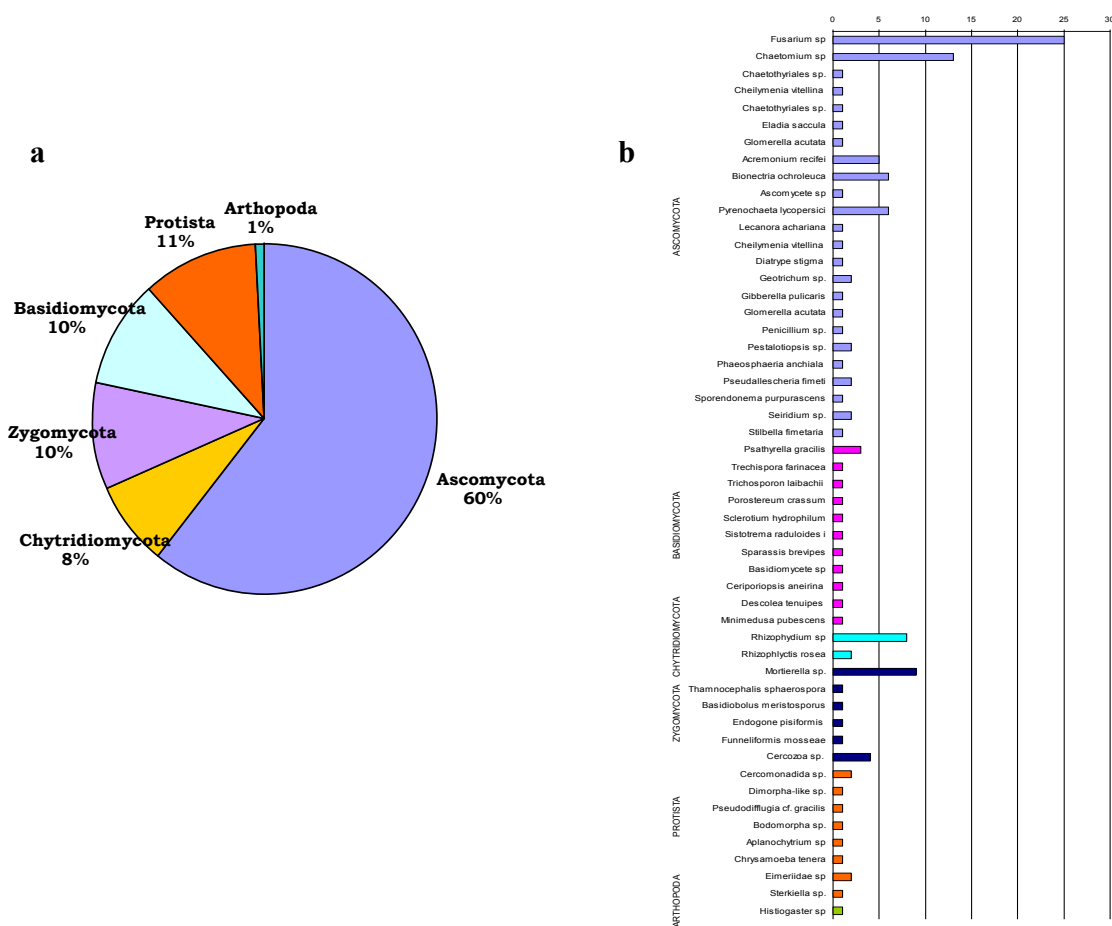 a
Arthopoda
1%
Protista
11%
Basidiomycota
10%
Zygomycota
10%
Chytridiomycota
8%
Ascomycota
60%
b
0 5 10 15 20 25 30
ASCOMYCOTA
BASIDIOMYCOTA
CHYTRIDIOMYCOTA
ZYGOMYCOTA
PROTISTA
ARTHOPODA
Fusarium sp
Chaetomium sp
Chaetothyriales sp.
Cheilymenia vitellina
Chaetothyriales sp.
Eladia saccula
Glomerella acutata
Acremonium recifei
Bionectria ochroleuca
Ascomycete sp
Pyrenochaeta lycopersici
Lecanora achariana
Cheilymenia vitellina
Diatrype stigma
Geotrichum sp.
Gibberella pulicaris
Glomerella acutata
Penicillium sp.
Pestalotiopsis sp.
Phaeosphaeria anchiala
Pseudallescheria fimeti
Sporendonema purpurascens
Seiridium sp.
Stilbella fimetaria
Psathyrella gracilis
Trechispora farinacea
Trichosporon laibachii
Porostereum crassum
Sclerotium hydrophilum
Sistotrema raduloides i
Sparassis brevipes
Basidiomycete sp
Ceriporiopsis aneirina
Descolea tenuipes
Minimedusa pubescens
Rhizophydium sp
Rhizophlyctis rosea
Mortierella sp.
Thamnocephalis sphaerospora
Basidiobolus meristosporus
Endogone pisiformis
Funneliformis mosseae
Cercozoa sp.
Cercomonadida sp.
Dimorpha-like sp.
Pseudodifflugia cf. gracilis
Bodomorpha sp.
Aplanochytrium sp
Chrysamoeba tenera
Eimeriidae sp
Sterkiella sp.
Histiogaster sp